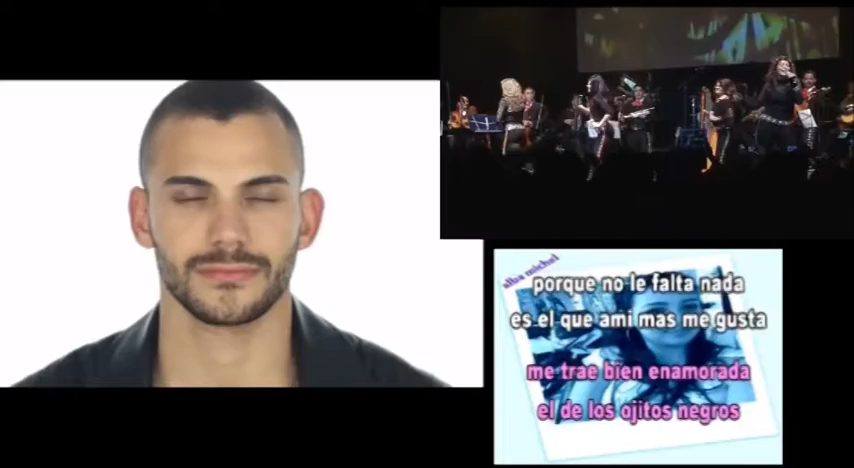 alba michel
porque no le falta nada
es el que ami mas me gusta
me trae bien enamorada
el de los ojitos negros